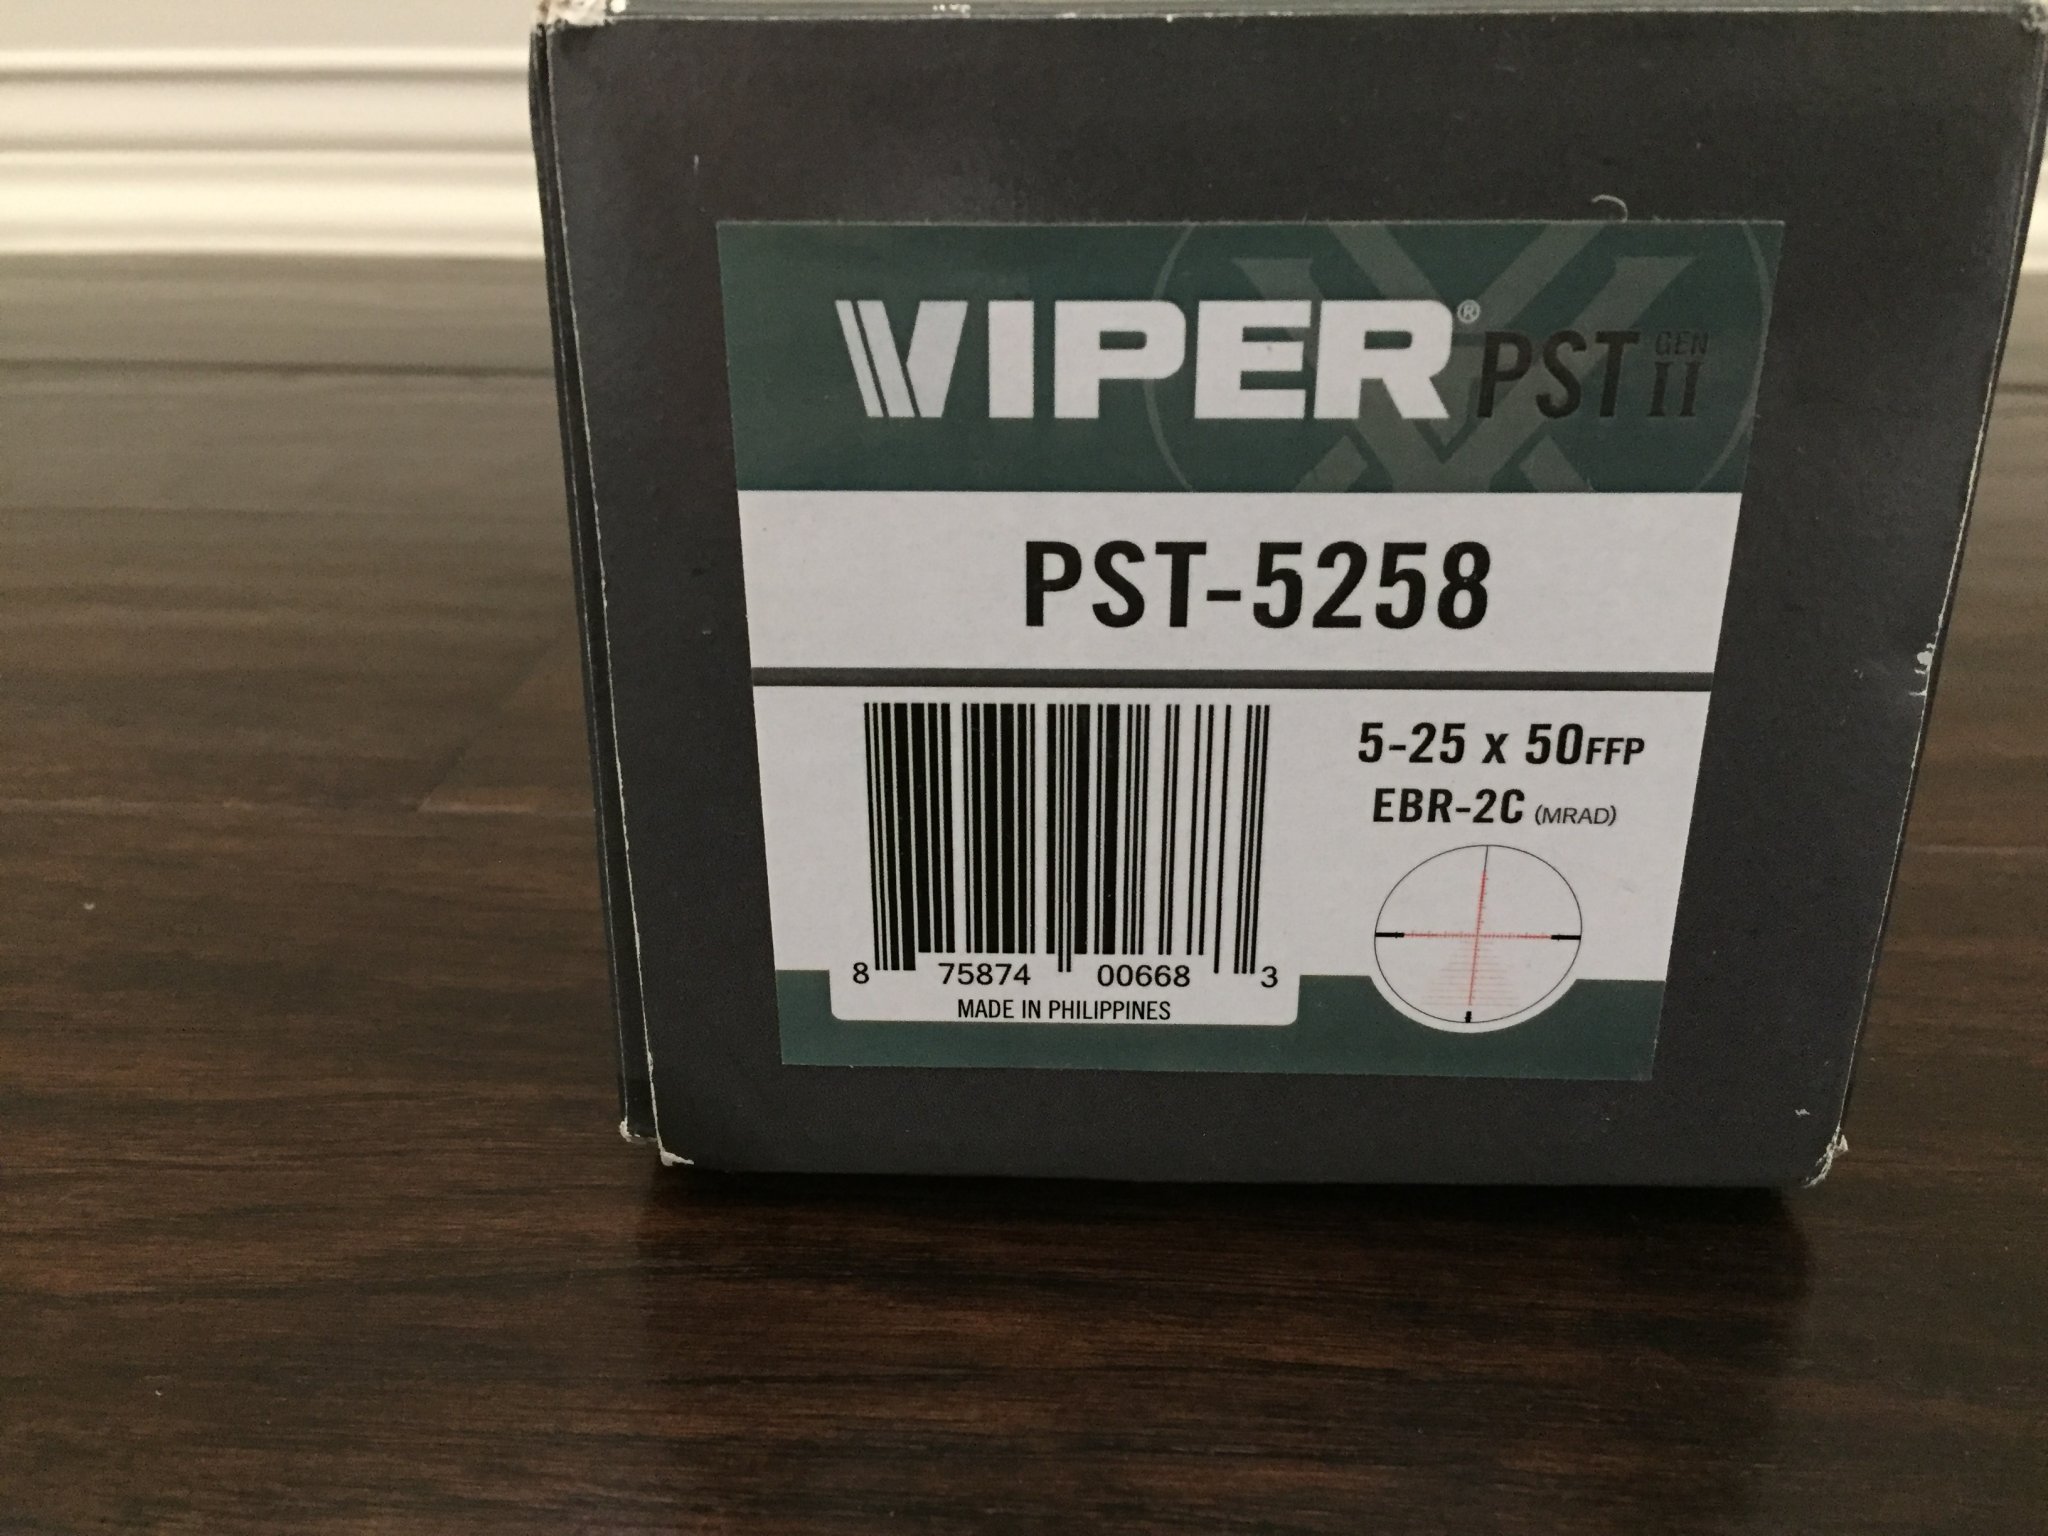 VIPER® PST GEN II
PST-5258
5-25 x 50FFP
EBR-2C (MRAD)
8 75874 00668 3
MADE IN PHILIPPINES